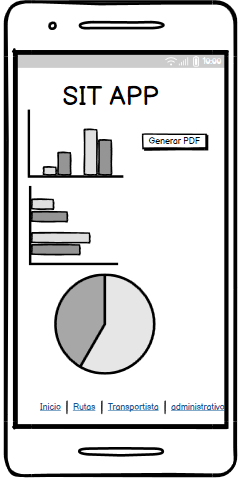 10:00
SIT APP
Generar PDF
Inicio | Rutas | Transportista | administrativo